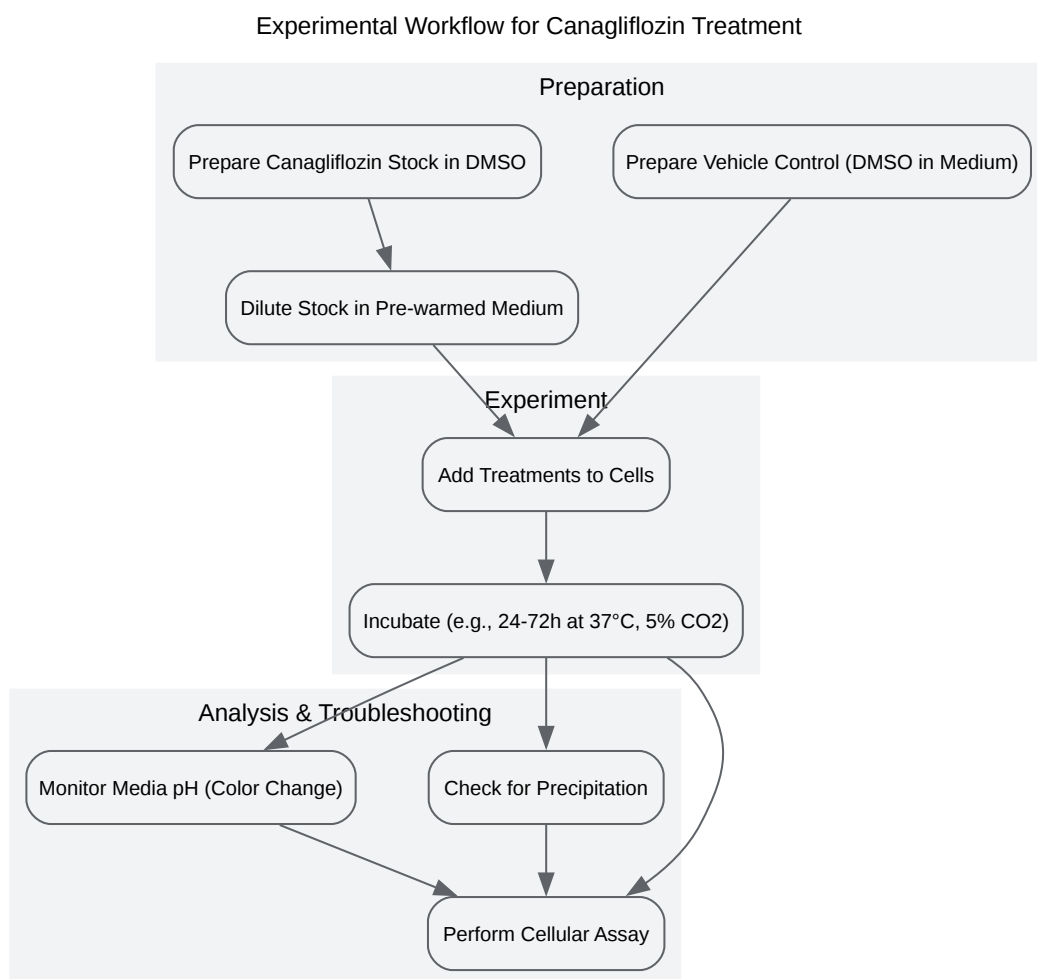 Experimental Workflow for Canagliflozin Treatment
Preparation
Prepare Canagliflozin Stock in DMSO
Prepare Vehicle Control (DMSO in Medium)
Dilute Stock in Pre-warmed Medium
Experiment
Add Treatments to Cells
Incubate (e.g., 24-72h at 37°C, 5% CO2)
Analysis & Troubleshooting
Monitor Media pH (Color Change)
Check for Precipitation
Perform Cellular Assay